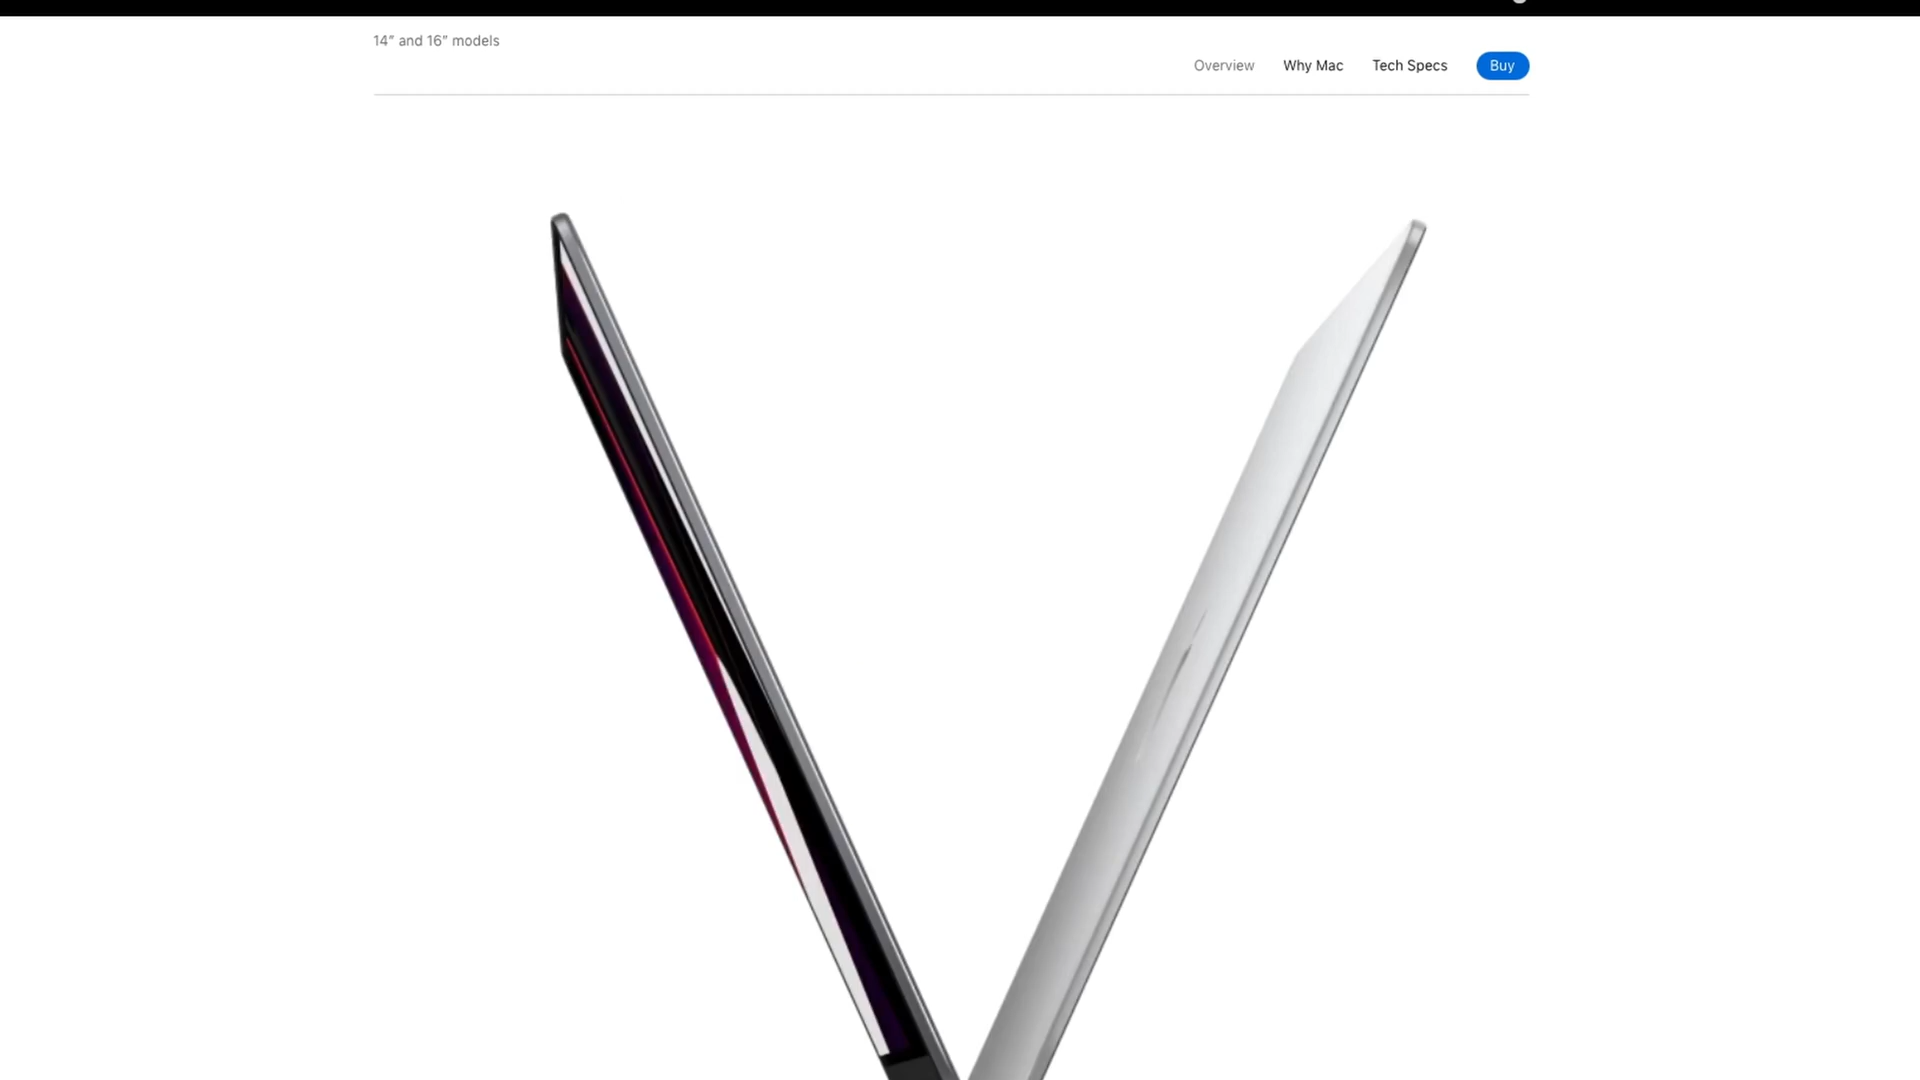 14″ and 16″ models
Overview Why Mac Tech Specs Buy